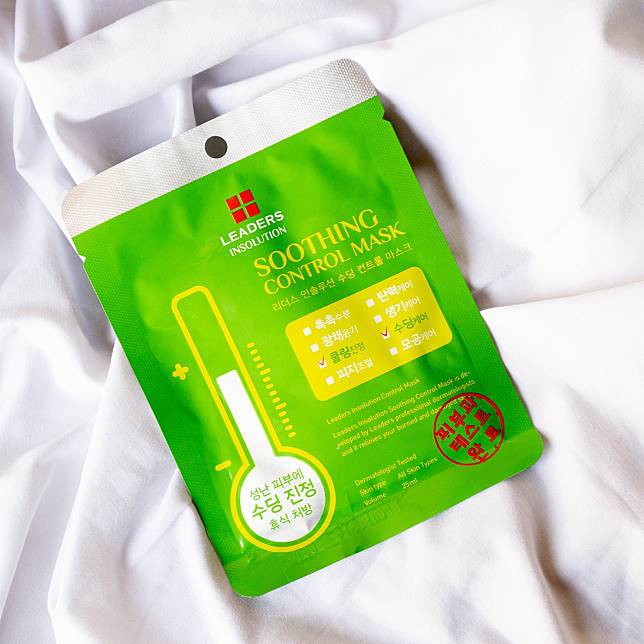 LEADERS
INSOLUTION
SOOTHING
CONTROL MASK
리더스 인솔루션 수딩 컨트롤 마스크
촉촉수분
광채윤기
쿨링진정
피지조절
탄력케어
생기케어
수딩케어
모공케어
Leaders Insolution Control Mask
Leaders Insolution Soothing Control Mask is de-
veloped by Leaders professional dermatologists
and it relieves your burned and damaged
Dermatologist Tested
Skin type All Skin Types
Volume 25ml
피부과
테스트
완료
+
-
성난 피부에
수딩 진정
휴식 처방